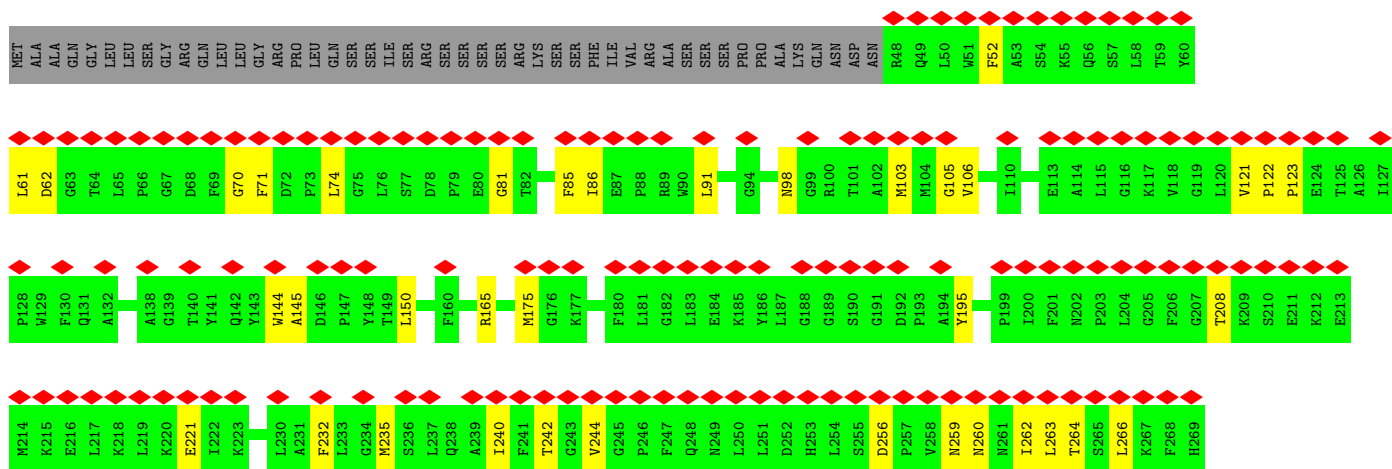 MET ALA ALA GLN GLY LEU LEU SER GLY ARG GLN LEU LEU GLY ARG PRO LEU GLN SER SER ILE SER ARG SER SER SER SER ARG LYS SER SER PHE ILE VAL ARG ALA SER SER SER PRO PRO ALA LYS GLN ASN ASP ASN R48 Q49 L50 W51 F52 A53 S54 K55 Q56 S57 L58 T59 Y60
L61 D62 G63 T64 L65 P66 G67 D68 F69 G70 F71 D72 P73 L74 G75 L76 S77 D78 P79 E80 G81 T82 F85 I86 E87 P88 R89 W90 L91 G94 N98 G99 R100 T101 A102 M103 M104 G105 V106 I110 E113 A114 L115 G116 K117 V118 G119 L120 V121 P122 P123 E124 T125 A126 I127
P128 W129 F130 Q131 A132 A138 G139 T140 Y141 Q142 Y143 W144 A145 D146 P147 Y148 T149 L150 F160 R165 M175 G176 K177 F180 L181 G182 L183 E184 K185 Y186 L187 G188 G189 S190 G191 D192 P193 A194 Y195 P199 I200 F201 N202 P203 L204 G205 F206 G207 T208 K209 S210 E211 K212 E213
M214 K215 E216 L217 K218 L219 K220 E221 I222 K223 L230 A231 F232 L233 G234 M235 S236 L237 Q238 A239 I240 F241 T242 G243 V244 G245 P246 F247 Q248 N249 L250 L251 D252 H253 L254 S255 D256 P257 V258 N259 N260 N261 I262 L263 T264 S265 L266 K267 F268 H269